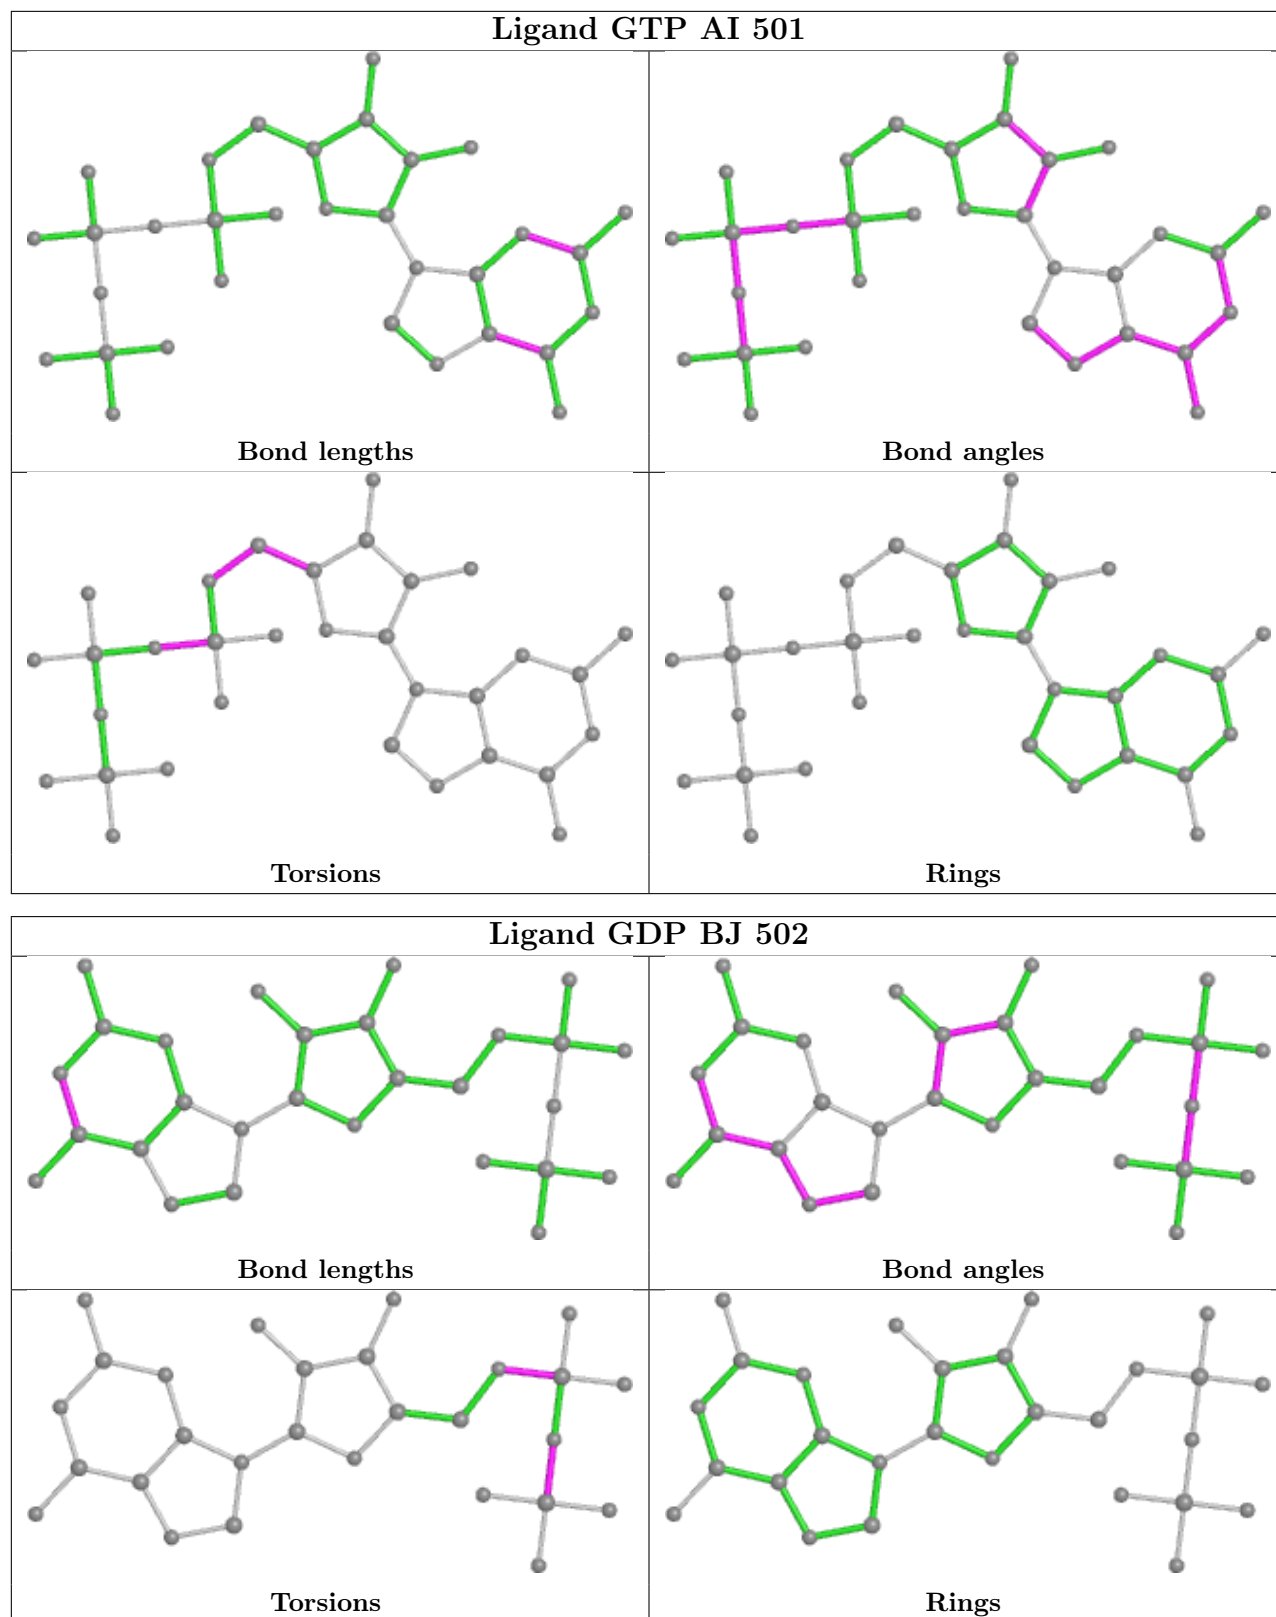 Ligand GTP AI 501
Bond lengths
Bond angles
Torsions
Rings
Ligand GDP BJ 502
Bond lengths
Bond angles
Torsions
Rings